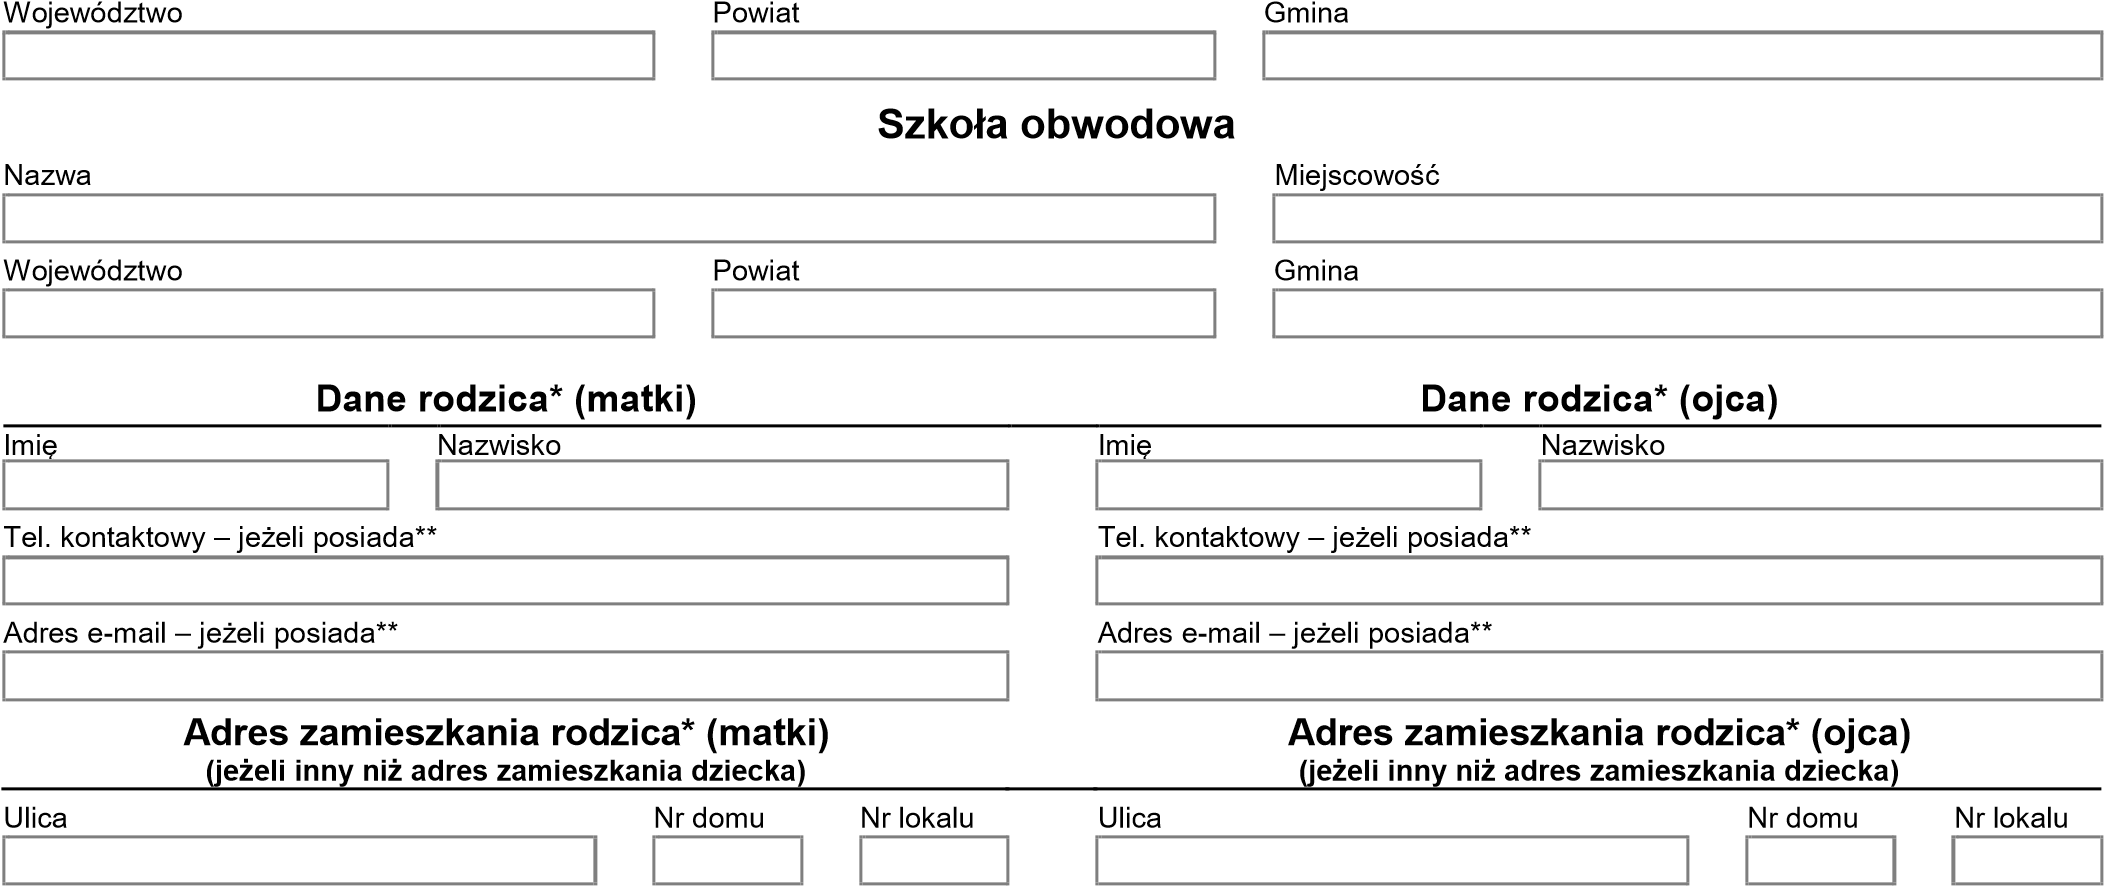 Województwo Powiat Gmina
Szkoła obwodowa
Nazwa Miejscowość
Województwo Powiat Gmina
Dane rodzica* (matki) Dane rodzica* (ojca)
Imię Nazwisko Imię Nazwisko
Tel. kontaktowy – jeżeli posiada** Tel. kontaktowy – jeżeli posiada**
Adres e-mail – jeżeli posiada** Adres e-mail – jeżeli posiada**
Adres zamieszkania rodzica* (matki) Adres zamieszkania rodzica* (ojca)
(jeżeli inny niż adres zamieszkania dziecka) (jeżeli inny niż adres zamieszkania dziecka)
Ulica Nr domu Nr lokalu Ulica Nr domu Nr lokalu